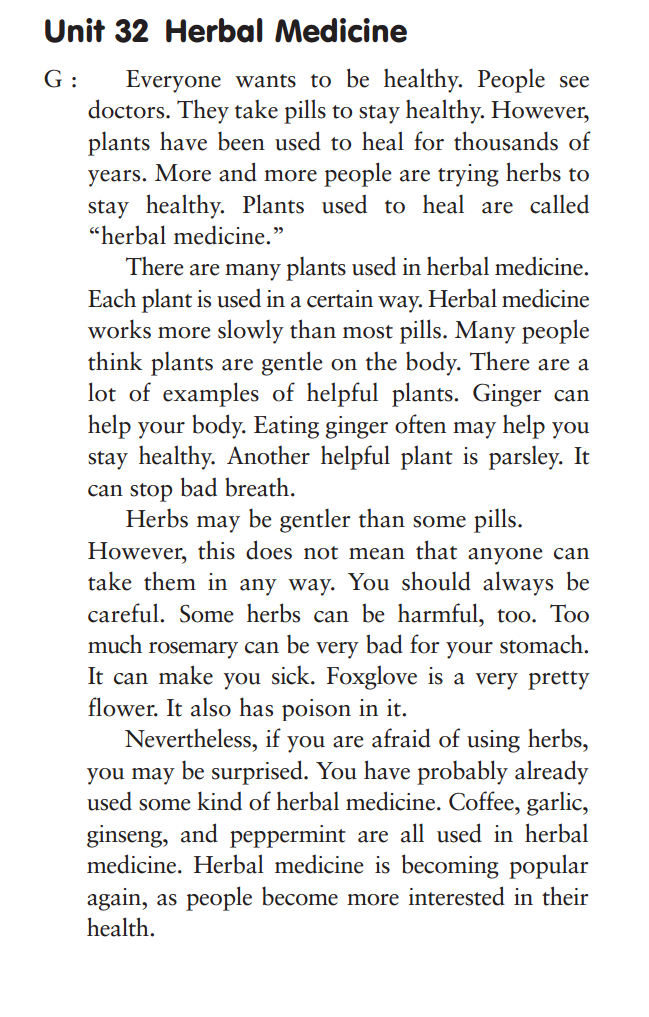 Unit 32 Herbal Medicine
G : Everyone wants to be healthy. People see
doctors. They take pills to stay healthy. However,
plants have been used to heal for thousands of
years. More and more people are trying herbs to
stay healthy. Plants used to heal are called
“herbal medicine.”
There are many plants used in herbal medicine.
Each plant is used in a certain way. Herbal medicine
works more slowly than most pills. Many people
think plants are gentle on the body. There are a
lot of examples of helpful plants. Ginger can
help your body. Eating ginger often may help you
stay healthy. Another helpful plant is parsley. It
can stop bad breath.
Herbs may be gentler than some pills.
However, this does not mean that anyone can
take them in any way. You should always be
careful. Some herbs can be harmful, too. Too
much rosemary can be very bad for your stomach.
It can make you sick. Foxglove is a very pretty
flower. It also has poison in it.
Nevertheless, if you are afraid of using herbs,
you may be surprised. You have probably already
used some kind of herbal medicine. Coffee, garlic,
ginseng, and peppermint are all used in herbal
medicine. Herbal medicine is becoming popular
again, as people become more interested in their
health.